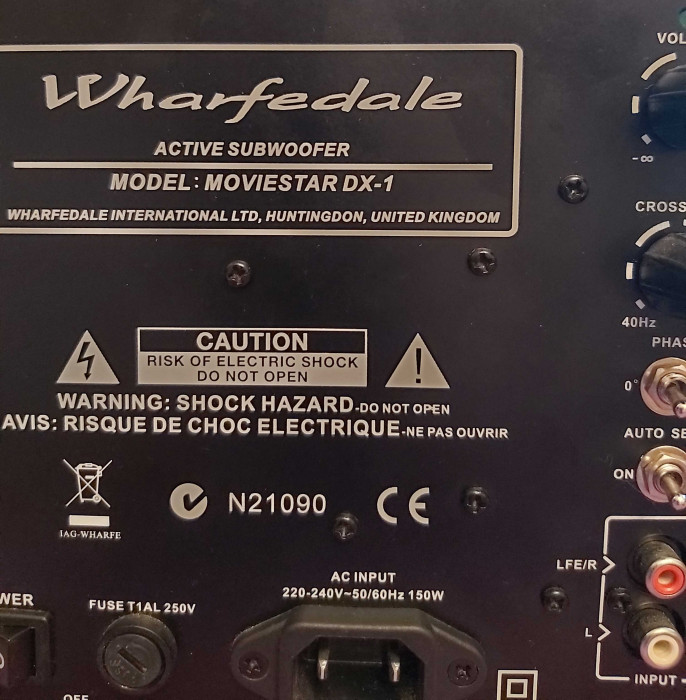 Wharfedale
ACTIVE SUBWOOFER
MODEL: MOVIESTAR DX-1
WHARFEDALE INTERNATIONAL LTD, HUNTINGDON, UNITED KINGDOM
VOL
-∞
CROSS
40Hz
PHAS
0°
AUTO SE
ON
CAUTION
RISK OF ELECTRIC SHOCK
DO NOT OPEN
WARNING: SHOCK HAZARD-DO NOT OPEN
AVIS: RISQUE DE CHOC ELECTRIQUE-NE PAS OUVRIR
IAG-WHARFE
N21090
CE
LFE/R
L
INPUT
WER
FUSE T1AL 250V
AC INPUT
220-240V~50/60Hz 150W
OFF